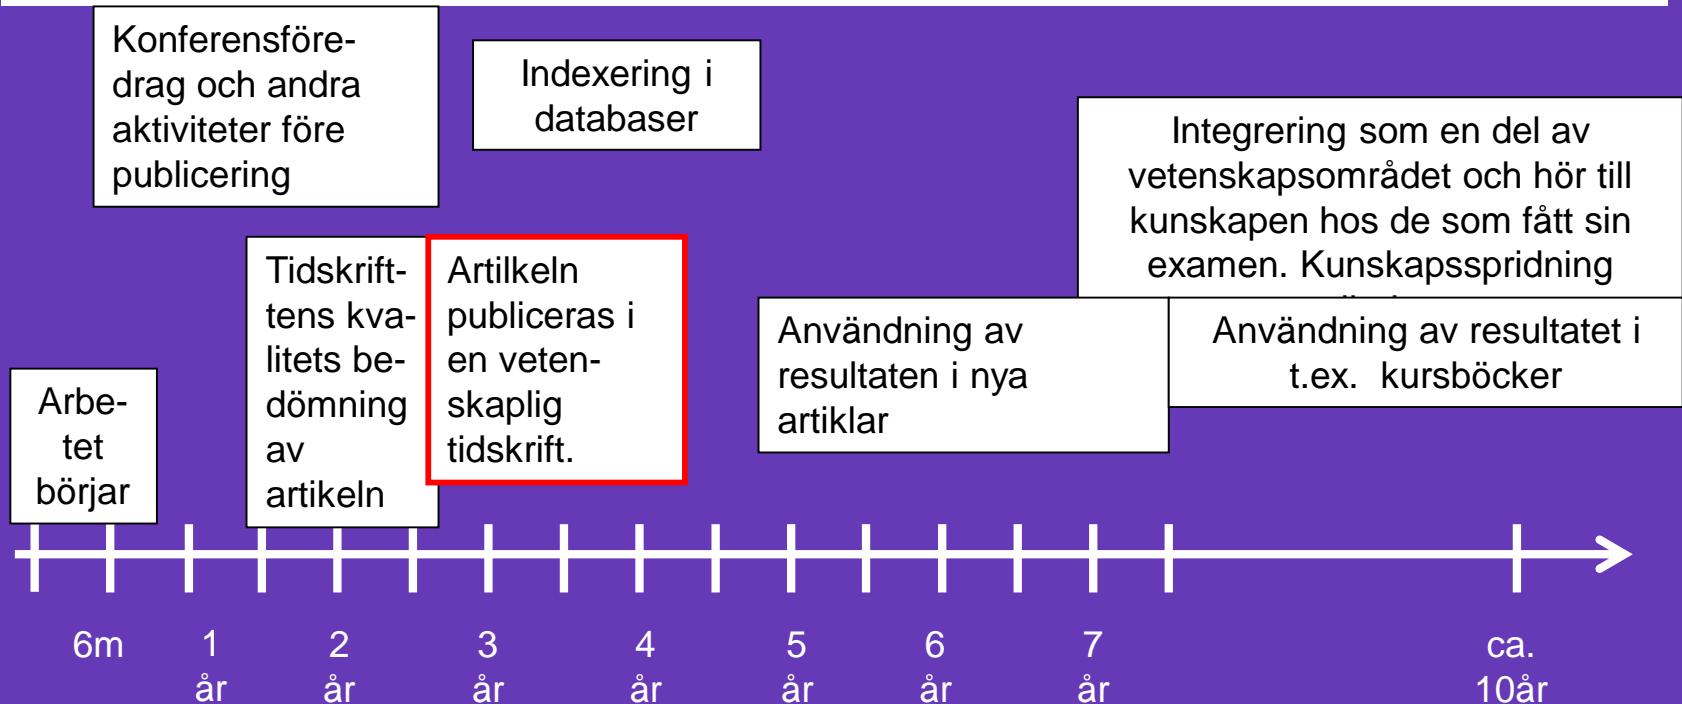 Konferensföre-
drag och andra
aktiviteter före
publicering
Indexering i
databaser
Integrering som en del av
vetenskapsområdet och hör till
kunskapen hos de som fått sin
examen. Kunskapsspridning
Tidskrift-
tens kva-
litets be-
dömning
av
artikeln
Artilkeln
publiceras i
en veten-
skaplig
tidskrift.
Användning av
resultaten i nya
artiklar
Användning av resultatet i
t.ex. kursböcker
Arbe-
tet
börjar
6m
1
år
2
år
3
år
4
år
5
år
6
år
7
år
ca.
10år